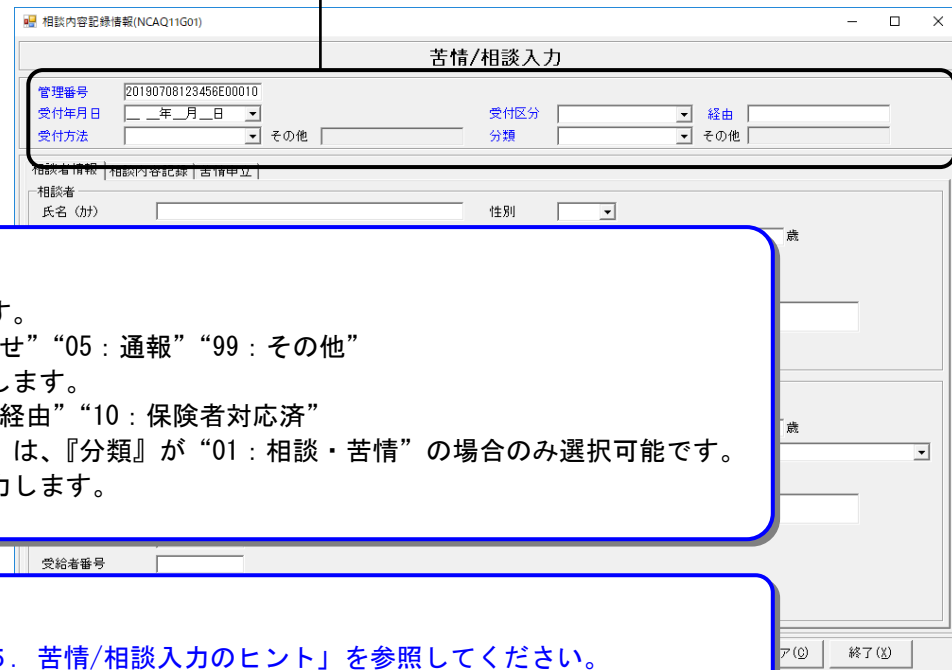 相談内容記録情報(NCAQ11G01)
苦情/相談入力
管理番号 20190708123456E00010
受付年月日 __ __年__月__日 受付区分 経由
受付方法 その他 分類 その他
相談者情報 相談内容記録 苦情申立
相談者
氏名 (カナ) 性別
歳
す。
せ”“05：通報”“99：その他”
します。
経由”“10：保険者対応済”
は、『分類』が“01：相談・苦情”の場合のみ選択可能です。
力します。
歳
受給者番号
5. 苦情/相談入力のヒント」を参照してください。
ア(C) 終了(X)